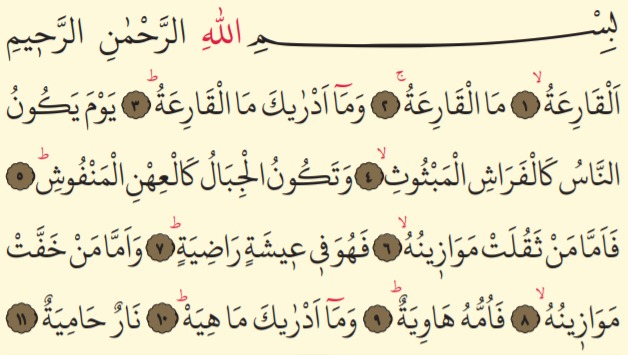 بِسْمِ اللّٰهِ الرَّحْمٰنِ الرَّحٖيمِ
اَلْقَارِعَةُۙ ﴿١﴾ مَا الْقَارِعَةُۚ ﴿٢﴾ وَمَٓا اَدْرٰيكَ مَا الْقَارِعَةُۜ ﴿٣﴾ يَوْمَ يَكُونُ
النَّاسُ كَالْفَرَاشِ الْمَبْثُوثِۙ ﴿٤﴾ وَتَكُونُ الْجِبَالُ كَالْعِهْنِ الْمَنْفُوشِۜ ﴿٥﴾
فَاَمَّا مَنْ ثَقُلَتْ مَوَازٖينُهُۙ ﴿٦﴾ فَهُوَ فٖي عٖيشَةٍ رَاضِيَةٍۜ ﴿٧﴾ وَاَمَّا مَنْ خَفَّتْ
مَوَازٖينُهُۙ ﴿٨﴾ فَاُمُّهُ هَاوِيَةٌۜ ﴿٩﴾ وَمَٓا اَدْرٰيكَ مَا هِيَهْۜ ﴿١٠﴾ نَارٌ حَامِيَةٌ ﴿١١﴾